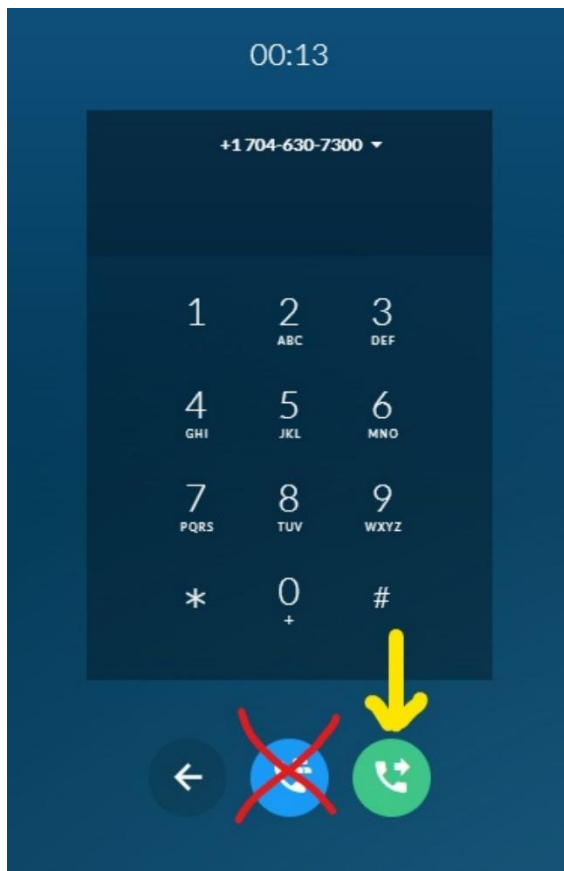 00:13
+1 704-630-7300
1 2 3
ABC DEF
4 5 6
GHI JKL MNO
7 8 9
PQRS TUV WXYZ
* 0 #
+